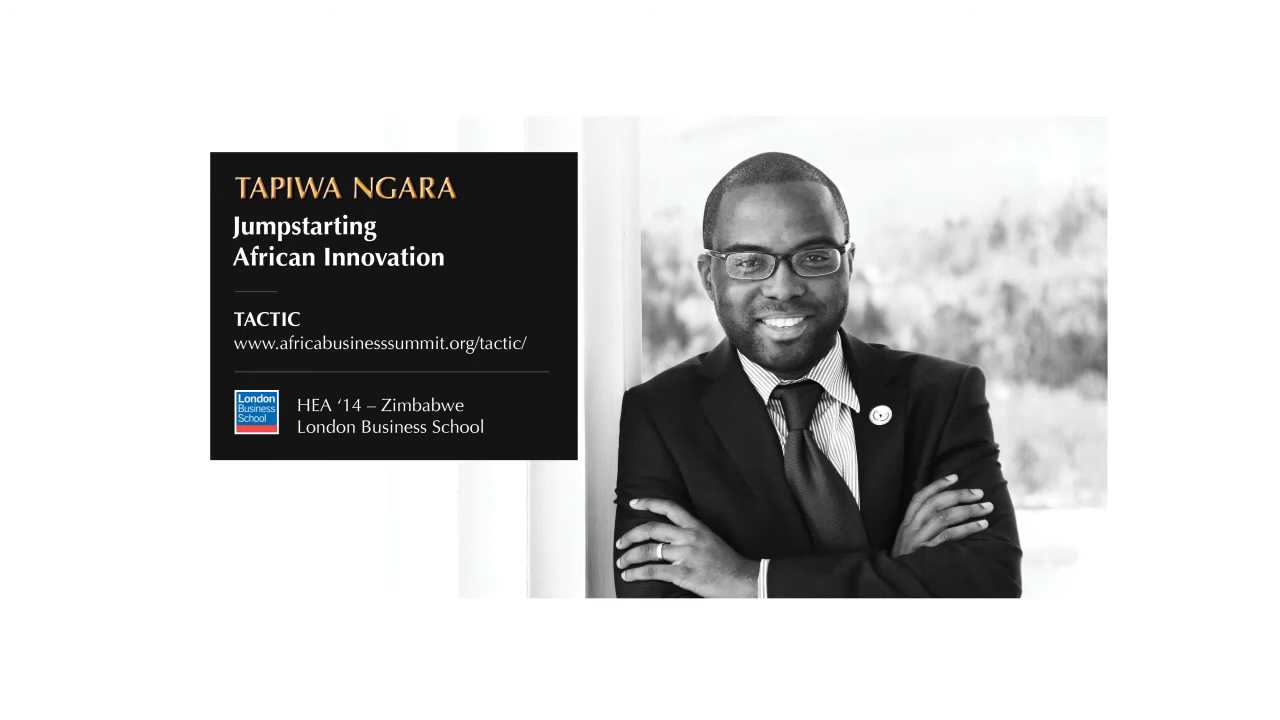 TAPIWA NGARA
Jumpstarting
African Innovation
TACTIC
www.africabusinesssummit.org/tactic/
London
Business
School
HEA ‘14 – Zimbabwe
London Business School